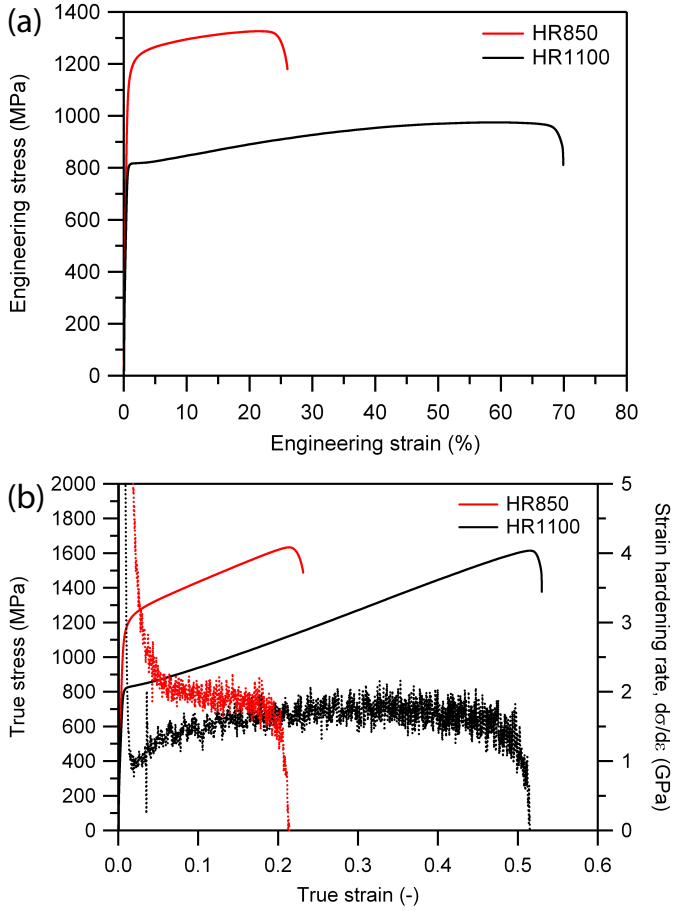 (a)
1400
1200
1000
800
600
400
200
0
Engineering stress (MPa)
HR850
HR1100
0 10 20 30 40 50 60 70 80
Engineering strain (%)
(b)
2000
1800
1600
1400
1200
1000
800
600
400
200
0
True stress (MPa)
HR850
HR1100
5
4
3
2
1
0
Strain hardening rate, dσ/dε (GPa)
0.0 0.1 0.2 0.3 0.4 0.5 0.6
True strain (-)